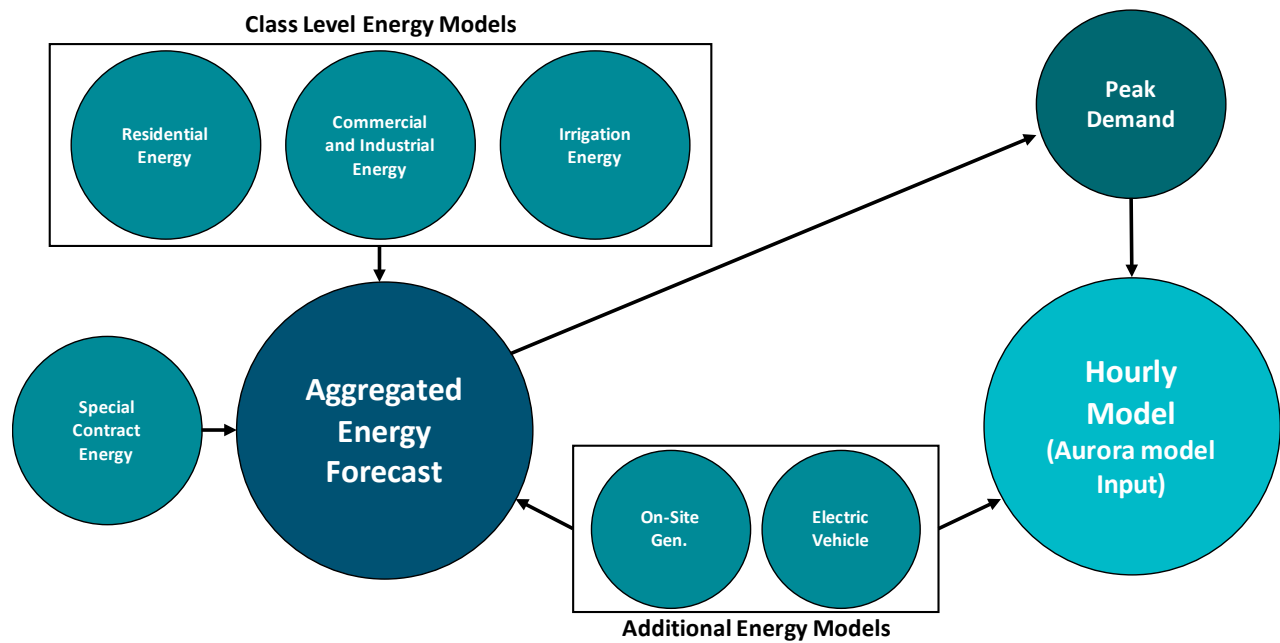 Class Level Energy Models
Residential
Energy
Commercial
and Industrial
Energy
Irrigation
Energy
Peak
Demand
Special
Contract
Energy
Aggregated
Energy
Forecast
On-Site
Gen.
Electric
Vehicle
Hourly
Model
(Aurora model
Input)
Additional Energy Models